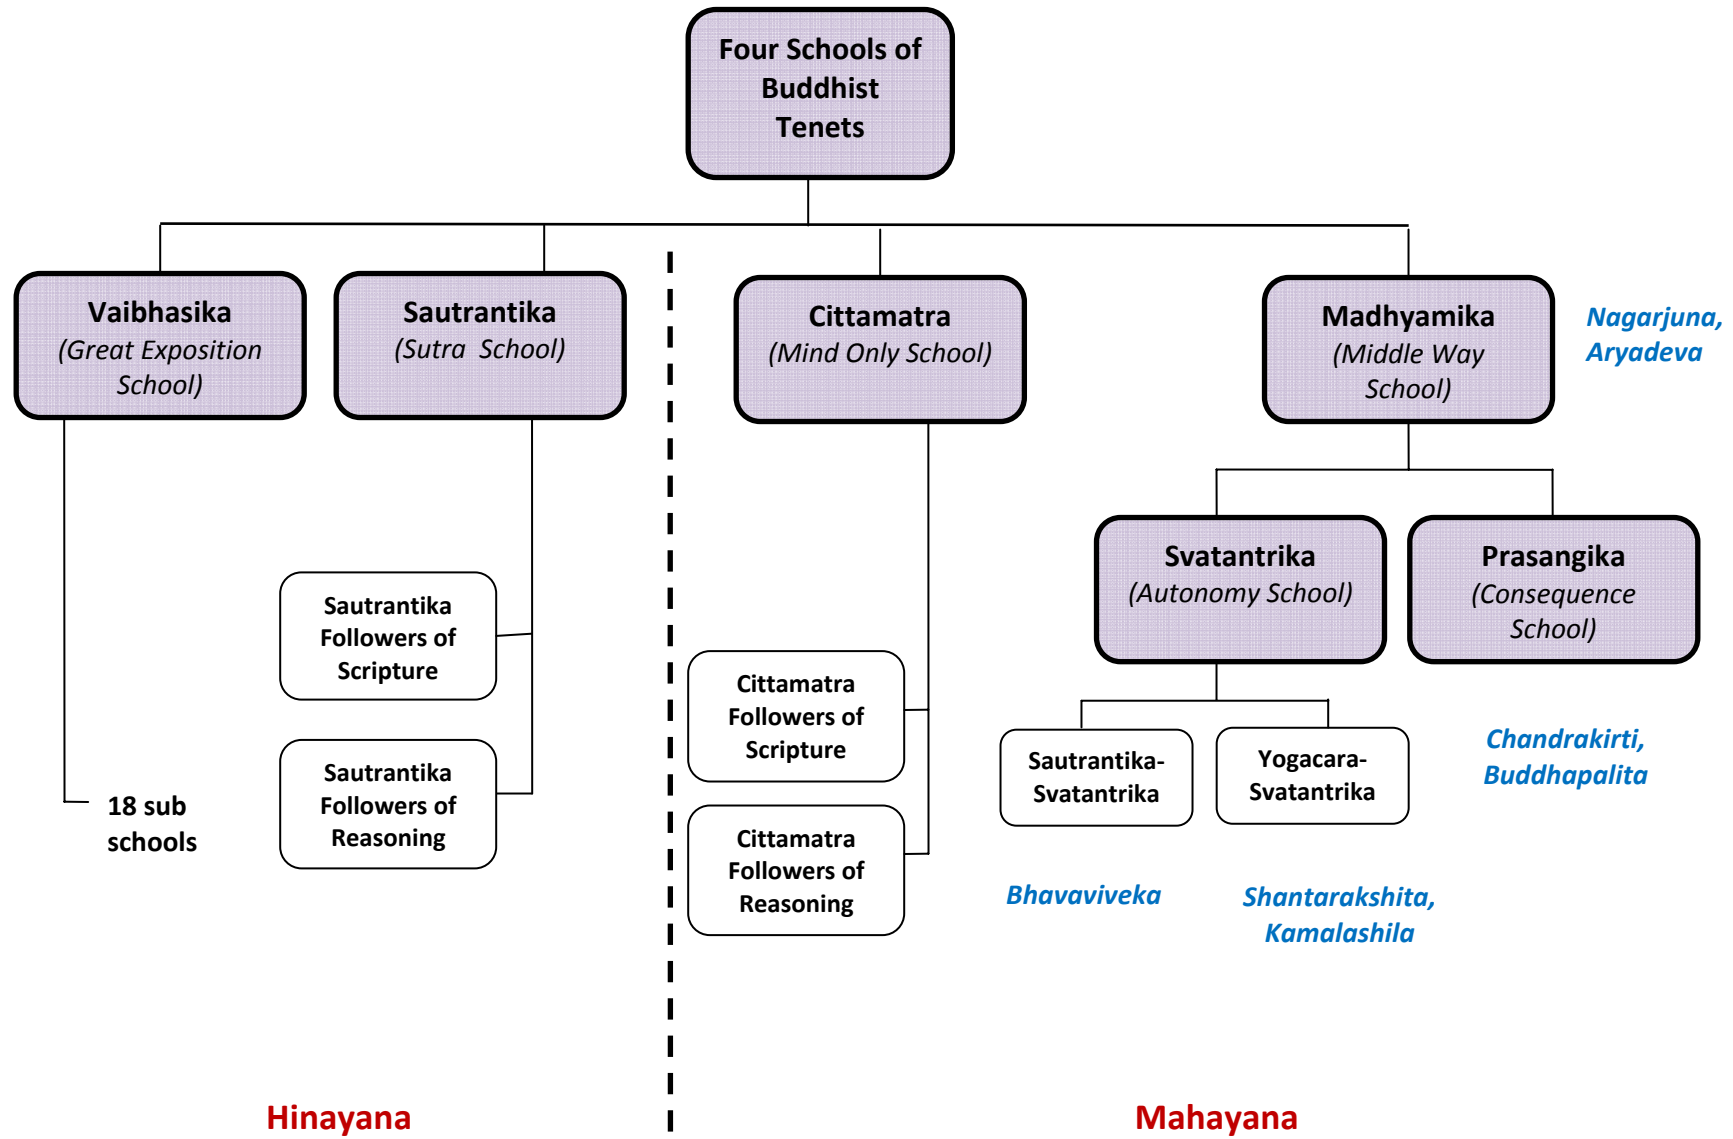 Four Schools of
Buddhist
Tenets
Vaibhasika
(Great Exposition
School)
Sautrantika
(Sutra School)
Cittamatra
(Mind Only School)
Madhyamika
(Middle Way
School)
Nagarjuna,
Aryadeva
Svatantrika
(Autonomy School)
Prasangika
(Consequence
School)
Sautrantika
Followers of
Scripture
Sautrantika
Followers of
Reasoning
18 sub
schools
Cittamatra
Followers of
Scripture
Cittamatra
Followers of
Reasoning
Sautrantika-
Svatantrika
Yogacara-
Svatantrika
Chandrakirti,
Buddhapalita
Bhavaviveka
Shantarakshita,
Kamalashila
Hinayana
Mahayana